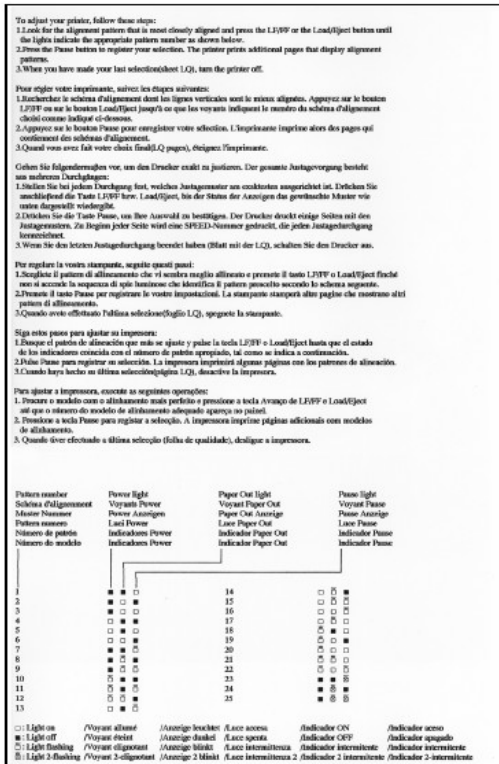 To adjust your printer, follow these steps:
1.Look for the alignment pattern that is most closely aligned and press the LF/FF or the Load/Eject button until
the lights indicate the appropriate pattern number as shown below.
2.Press the Pause button to register your selection. The printer prints additional pages that display alignment
patterns.
3.When you have made your last selection(sheet LQ), turn the printer off.
Pour régler votre imprimante, suivez les étapes suivantes:
1.Recherchez le schéma d'alignement dont les lignes verticales sont le mieux alignées. Appuyez sur le bouton
LF/FF ou sur le bouton Load/Eject jusqu'à ce que les voyants indiquent le numéro du schéma d'alignement
choisi comme indiqué ci-dessous.
2.Appuyez sur le bouton Pause pour enregistrer votre sélection. L'imprimante imprime alors des pages qui
contiennent des schémas d'alignement.
3.Quand vous avez fait votre choix final(LQ pages), éteignez l'imprimante.
Gehen Sie folgendermaßen vor, um den Drucker exakt zu justieren. Der gesamte Justagevorgang besteht
aus mehreren Durchgängen:
1.Stellen Sie bei jedem Durchgang fest, welches Justagemuster am exaktesten ausgerichtet ist. Drücken Sie
anschließend die Taste LF/FF bzw. Load/Eject, bis der Status der Anzeigen das gewünschte Muster wie
unten dargestellt wiedergibt.
2.Drücken Sie die Taste Pause, um Ihre Auswahl zu bestätigen. Der Drucker druckt einige Seiten mit den
Justagemustern. Zu Beginn jeder Seite wird eine SPEED-Nummer gedruckt, die jeden Justagedurchgang
kennzeichnet.
3.Wenn Sie den letzten Justagedurchgang beendet haben (Blatt mit der LQ), schalten Sie den Drucker aus.
Per regolare la vostra stampante, seguite questi passi:
1.Scegliete il pattern di allineamento che vi sembra meglio allineato e premete il tasto LF/FF o Load/Eject finché
non si accende la sequenza di spie luminose che identifica il pattern prescelto secondo lo schema seguente.
2.Premete il tasto Pause per registrare le vostre impostazioni. La stampante stamperà altre pagine che mostrano altri
pattern di allineamento.
3.Quando avete effettuato l'ultima selezione(foglio LQ), spegnete la stampante.
Siga estos pasos para ajustar su impresora:
1.Busque el patrón de alineación que más se ajuste y pulse la tecla LF/FF o Load/Eject hasta que el estado
de los indicadores coincida con el número de patrón apropiado, tal como se indica a continuación.
2.Pulse Pause para registrar su selección. La impresora imprimirá algunas páginas con los patrones de alineación.
3.Cuando haya hecho su última selección(página LQ), desactive la impresora.
Para ajustar a impressora, execute as seguintes operações:
1. Procure o modelo com o alinhamento mais perfeito e pressione a tecla Avanço de LF/FF o Load/Eject
até que o número do modelo de alinhamento adequado apareça no painel.
2. Pressione a tecla Pause para registar a selecção. A impressora imprime páginas adicionais com modelos
de alinhamento.
3. Quando tiver efectuado a última selecção (folha de qualidade), desligue a impressora.
Pattern number Power light Paper Out light Pause light
Schéma d'alignement Voyants Power Voyant Paper Out Voyant Pause
Muster Nummer Power Anzeigen Paper Out Anzeige Pause Anzeige
Pattern numero Luci Power Luce Paper Out Luce Pause
Número de patrón Indicadores Power Indicador Paper Out Indicador Pause
Número do modelo Indicadores Power Indicador Paper Out Indicador Pause
1 14
2 15
3 16
4 17
5 18
6 19
7 20
8 21
9 22
10 23
11 24
12 25
13
: Light on /Voyant allumé /Anzeige leuchtet /Luce accesa /Indicador ON /Indicador aceso
: Light off /Voyant éteint /Anzeige dunkel /Luce spenta /Indicador OFF /Indicador apagado
: Light flashing /Voyant clignotant /Anzeige blinkt /Luce intermittenza /Indicador intermitente /Indicador intermitente
: Light 2-flashing /Voyant 2-clignotant /Anzeige 2 blinkt /Luce intermittenza 2 /Indicador 2 intermitente /Indicador 2-intermitente